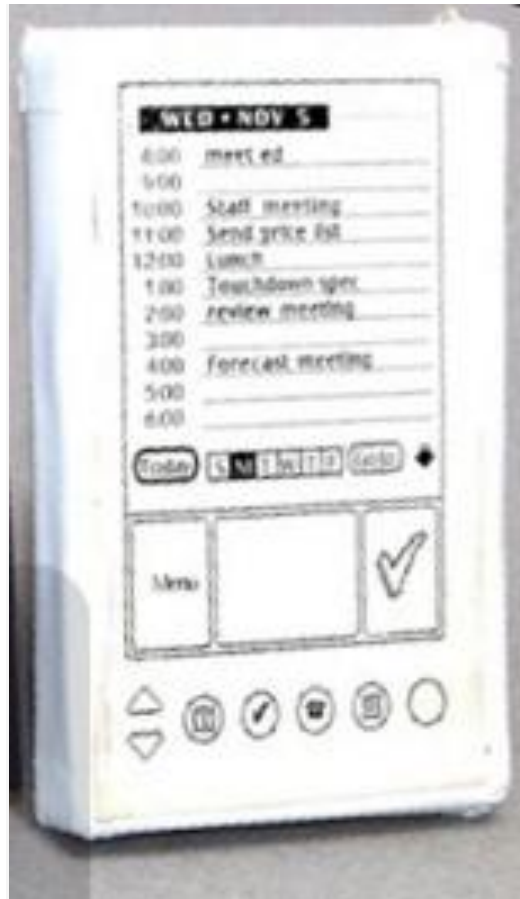 WED • NOV 5
8:00 meet ed
9:00
10:00 Staff meeting
11:00 Send price list
12:00 Lunch
1:00 Touchdown spec
2:00 review meeting
3:00
4:00 Forecast meeting
5:00
6:00
Today S M T W T F Go to
Menu